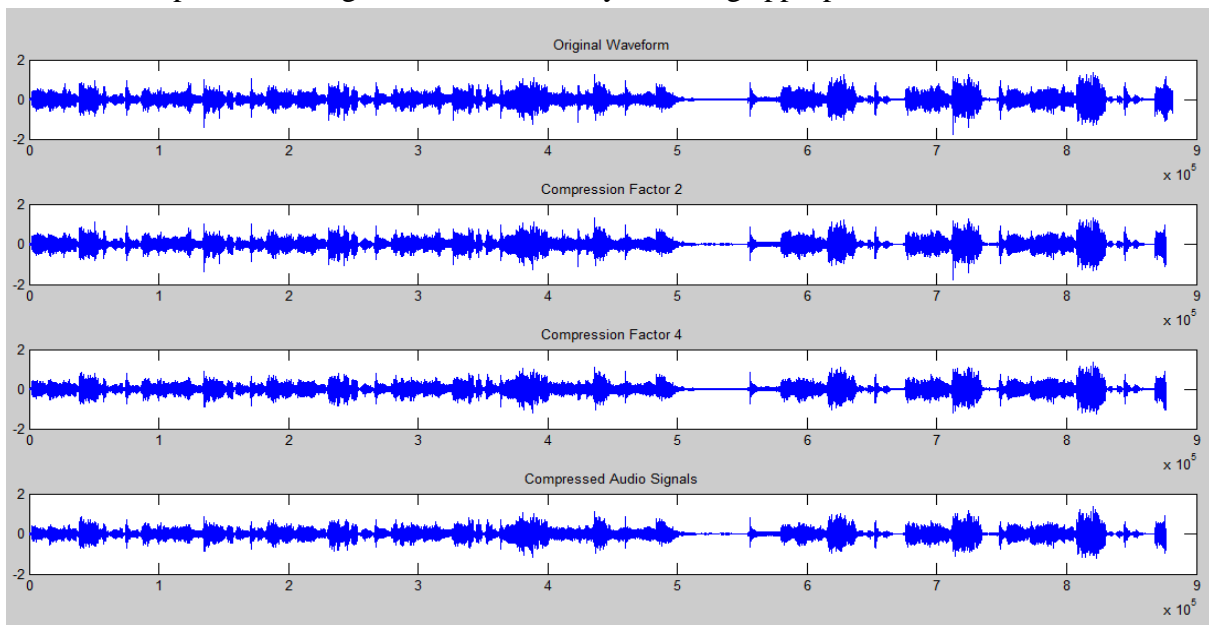 Original Waveform
2
0
-2
0 1 2 3 4 5 6 7 8 9
x 10^5
Compression Factor 2
2
0
-2
0 1 2 3 4 5 6 7 8 9
x 10^5
Compression Factor 4
2
0
-2
0 1 2 3 4 5 6 7 8 9
x 10^5
Compressed Audio Signals
2
0
-2
0 1 2 3 4 5 6 7 8 9
x 10^5